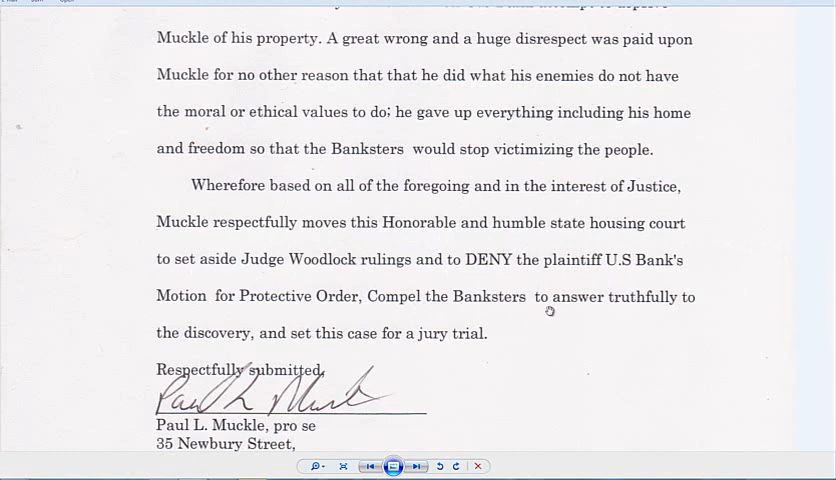 Muckle of his property. A great wrong and a huge disrespect was paid upon
Muckle for no other reason that that he did what his enemies do not have
the moral or ethical values to do; he gave up everything including his home
and freedom so that the Banksters would stop victimizing the people.
Wherefore based on all of the foregoing and in the interest of Justice,
Muckle respectfully moves this Honorable and humble state housing court
to set aside Judge Woodlock rulings and to DENY the plaintiff U.S Bank's
Motion for Protective Order, Compel the Banksters to answer truthfully to
the discovery, and set this case for a jury trial.
Respectfully submitted,
Paul L Muckle
Paul L. Muckle, pro se
35 Newbury Street,